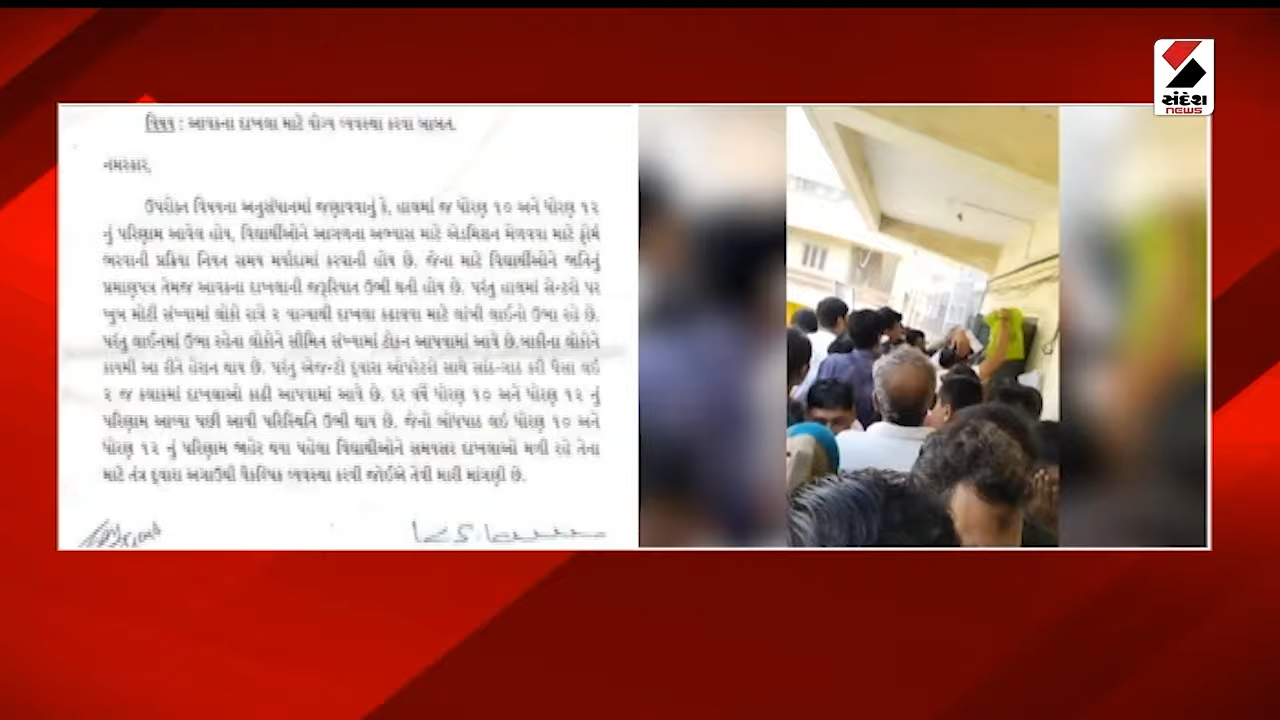 સંદેશ
NEWS
વિષય : આવકના દાખલા માટે યોગ્ય વ્યવસ્થા કરવા બાબત.
નમસ્કાર,
ઉપરોક્ત વિષયના અનુસંધાનમાં જણાવવાનું કે, હાલમાં જ ધોરણ ૧૦ અને ધોરણ ૧૨
નું પરિણામ આવેલ હોય, વિદ્યાર્થીઓને આગળના અભ્યાસ માટે એડમિશન મેળવવા માટે ફોર્મ
ભરવાની પ્રક્રિયા નિયત સમય મર્યાદામાં કરવાની હોય છે. જેના માટે વિદ્યાર્થીઓને જાતિનું
પ્રમાણપત્ર તેમજ આવકના દાખલાની જરૂરિયાત ઉભી થતી હોય છે. પરંતુ હાલમાં સેન્ટરો પર
ખુબ મોટી સંખ્યામાં લોકો રાત્રે ૨ વાગ્યાથી દાખલા કઢાવવા માટે લાંબી લાઈનો ઉભા રહે છે.
પરંતુ લાઈનમાં ઉભા રહેના લોકોને સીમિત સંખ્યામાં ટોકન આપવામાં આવે છે. બાકીના લોકોને
કાયમી આ રીતે હેરાન થાય છે. પરંતુ એજન્ટો દ્વારા ઓપરેટરો સાથે સાંઠ-ગાઠ કરી પૈસા લઈ
૨ જ કલાકમાં દાખલાઓ કાઢી આપવામાં આવે છે. દર વર્ષે ધોરણ ૧૦ અને ધોરણ ૧૨ નું
પરિણામ આવ્યા પછી આવી પરિસ્થિતિ ઉભી થાય છે. જેનો બોધપાઠ લઈ ધોરણ ૧૦ અને
ધોરણ ૧૨ નું પરિણામ જાહેર થવા પહેલા વિદ્યાર્થીઓને સમયસર દાખલાઓ મળી રહે તેના
માટે તંત્ર દ્વારા અગાઉથી વૈકલ્પિક વ્યવસ્થા કરવી જોઈએ તેવી મારી માંગણી છે.